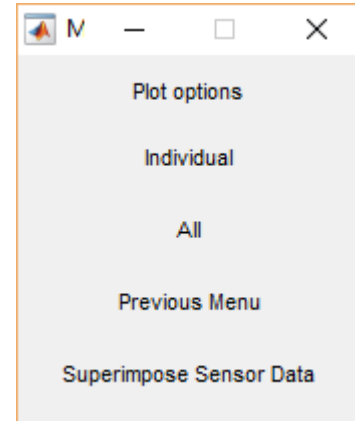 M
Plot options
Individual
All
Previous Menu
Superimpose Sensor Data